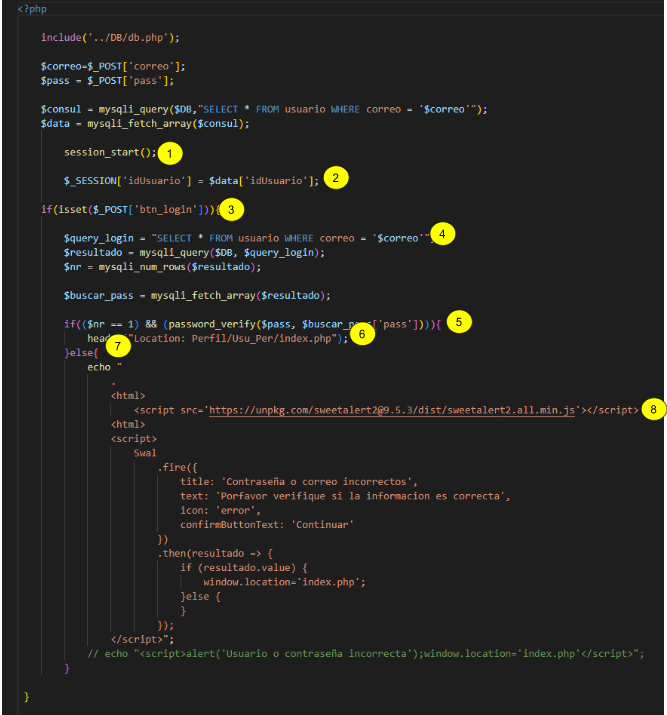 <?php
include('../DB/db.php');
$correo=$_POST['correo'];
$pass = $_POST['pass'];
$consul = mysqli_query($DB,"SELECT * FROM usuario WHERE correo = '$correo'");
$data = mysqli_fetch_array($consul);
session_start(); 1
$_SESSION['idUsuario'] = $data['idUsuario']; 2
if(isset($_POST['btn_login'])){ 3
$query_login = "SELECT * FROM usuario WHERE correo = '$correo'" 4
$resultado = mysqli_query($DB, $query_login);
$nr = mysqli_num_rows($resultado);
$buscar_pass = mysqli_fetch_array($resultado);
if(($nr == 1) && (password_verify($pass, $buscar_pass['pass']))){ 5
head "Location: Perfil/Usu_Per/index.php"); 6
}else{ 7
echo "
.
<html>
<script src='https://unpkg.com/sweetalert2@9.5.3/dist/sweetalert2.all.min.js'></script> 8
<html>
<script>
Swal
.fire({
title: 'Contraseña o correo incorrectos',
text: 'Porfavor verifique si la informacion es correcta',
icon: 'error',
confirmButtonText: 'Continuar'
})
.then(resultado => {
if (resultado.value) {
window.location='index.php';
}else {
}
});
</script>";
// echo "<script>alert('Usuario o contraseña incorrecta');window.location='index.php'</script>";
}
}